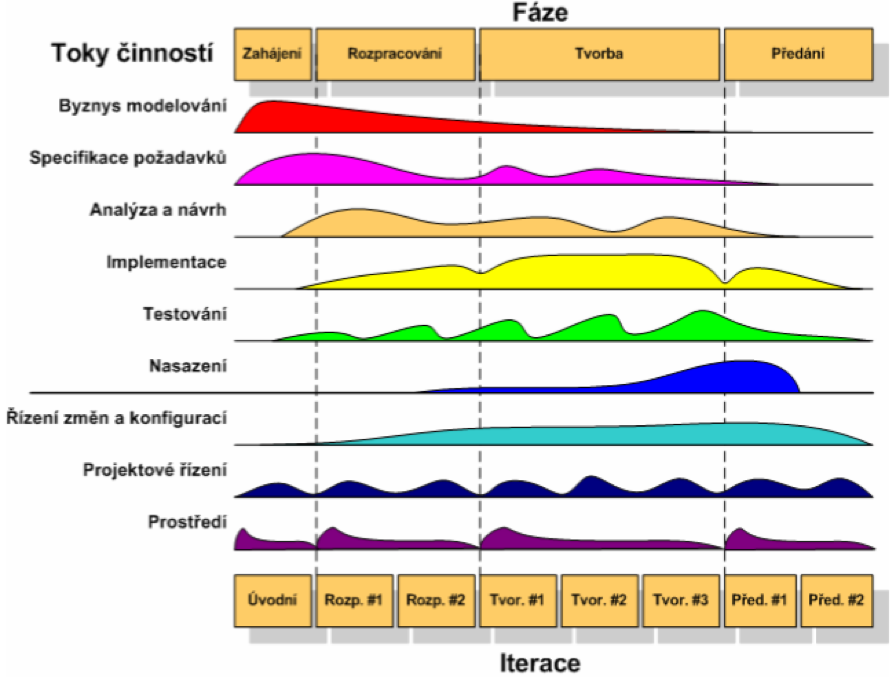 Fáze
Toky činností
Zahájení
Rozpracování
Tvorba
Předání
Byznys modelování
Specifikace požadavků
Analýza a návrh
Implementace
Testování
Nasazení
Řízení změn a konfigurací
Projektové řízení
Prostředí
Úvodní
Rozp. #1
Rozp. #2
Tvor. #1
Tvor. #2
Tvor. #3
Před. #1
Před. #2
Iterace